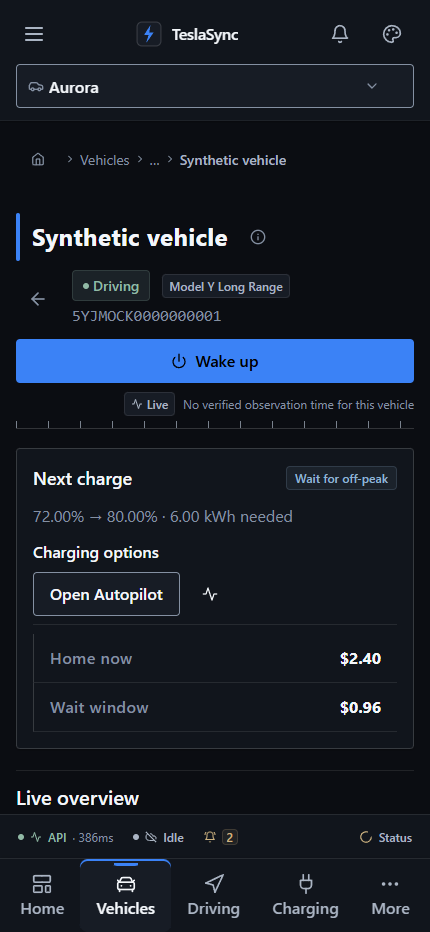 TeslaSync
Aurora
Vehicles ... Synthetic vehicle
Synthetic vehicle
Driving Model Y Long Range
5YJMOCK0000000001
Wake up
Live No verified observation time for this vehicle
Next charge Wait for off-peak
72.00% → 80.00% · 6.00 kWh needed
Charging options
Open Autopilot
Home now $2.40
Wait window $0.96
Live overview
API · 386ms Idle 2 Status
Home Vehicles Driving Charging More